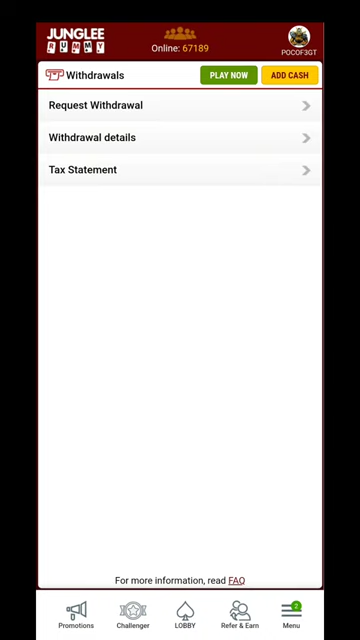 JUNGLEE
RUMMY
Online: 67189
POCOF3GT
Withdrawals
PLAY NOW
ADD CASH
Request Withdrawal
Withdrawal details
Tax Statement
For more information, read FAQ
Promotions
Challenger
LOBBY
Refer & Earn
2
Menu